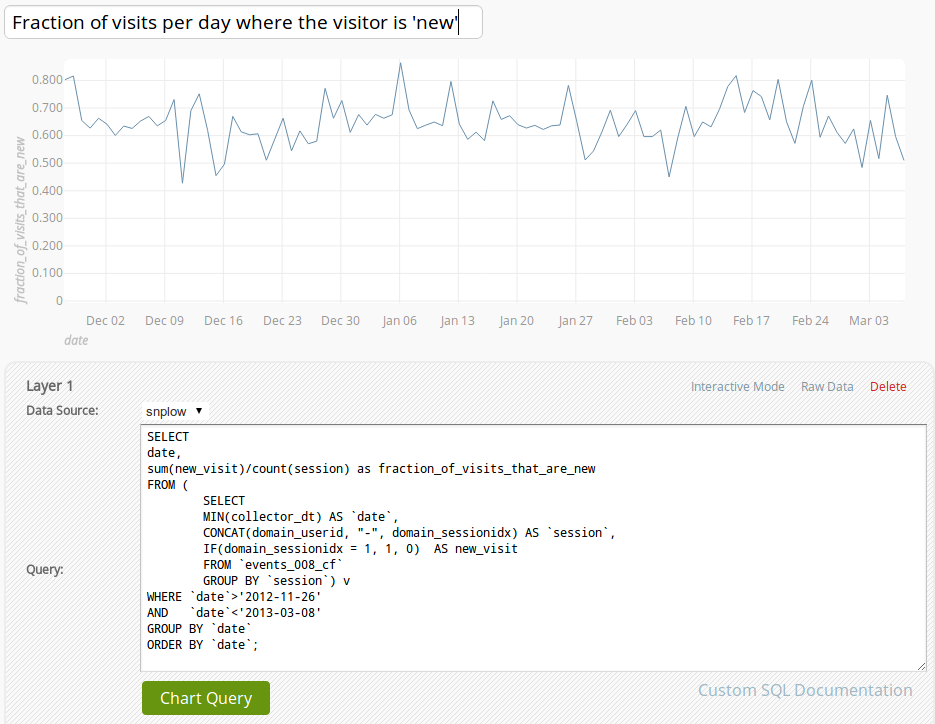 Fraction of visits per day where the visitor is 'new'
fraction_of_visits_that_are_new
0.800
0.700
0.600
0.500
0.400
0.300
0.200
0.100
0
Dec 02 Dec 09 Dec 16 Dec 23 Dec 30 Jan 06 Jan 13 Jan 20 Jan 27 Feb 03 Feb 10 Feb 17 Feb 24 Mar 03
date
Layer 1 Interactive Mode Raw Data Delete
Data Source: snplow ▼
Query:
SELECT
date,
sum(new_visit)/count(session) as fraction_of_visits_that_are_new
FROM (
SELECT
MIN(collector_dt) AS `date`,
CONCAT(domain_userid, "-", domain_sessionidx) AS `session`,
IF(domain_sessionidx = 1, 1, 0)  AS new_visit
FROM `events_008_cf`
GROUP BY `session`) v
WHERE `date`>'2012-11-26'
AND   `date`<'2013-03-08'
GROUP BY `date`
ORDER BY `date`;
Chart Query Custom SQL Documentation